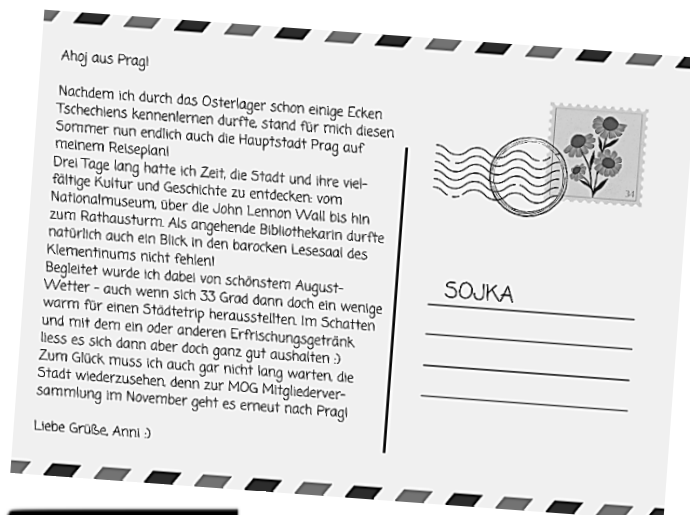 Ahoj aus Prag!
Nachdem ich durch das Osterlager schon einige Ecken
Tschechiens kennenlernen durfte, stand für mich diesen
Sommer nun endlich auch die Hauptstadt Prag auf
meinem Reiseplan!
Drei Tage lang hatte ich Zeit, die Stadt und ihre viel-
fältige Kultur und Geschichte zu entdecken: vom
Nationalmuseum, über die John Lennon Wall bis hin
zum Rathausturm. Als angehende Bibliothekarin durfte
natürlich auch ein Blick in den barocken Lesesaal des
Klementinums nicht fehlen!
Begleitet wurde ich dabei von schönstem August-
Wetter - auch wenn sich 33 Grad dann doch ein wenige
warm für einen Städtetrip herausstellten. Im Schatten
und mit dem ein oder anderen Erfrischungsgetränk
liess es sich dann aber doch ganz gut aushalten :)
Zum Glück muss ich auch gar nicht lang warten, die
Stadt wiederzusehen, denn zur MOG Mitgliederver-
sammlung im November geht es erneut nach Prag!
Liebe Grüße, Anni :)
34
SOJKA